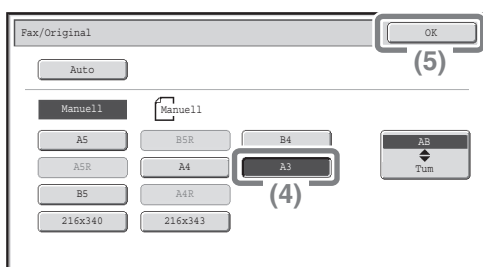 Fax/Original
OK
(5)
Auto
Manuell
Manuell
A5
B5R
B4
AB
A5R
A4
A3
Tum
(4)
B5
A4R
216x340
216x343